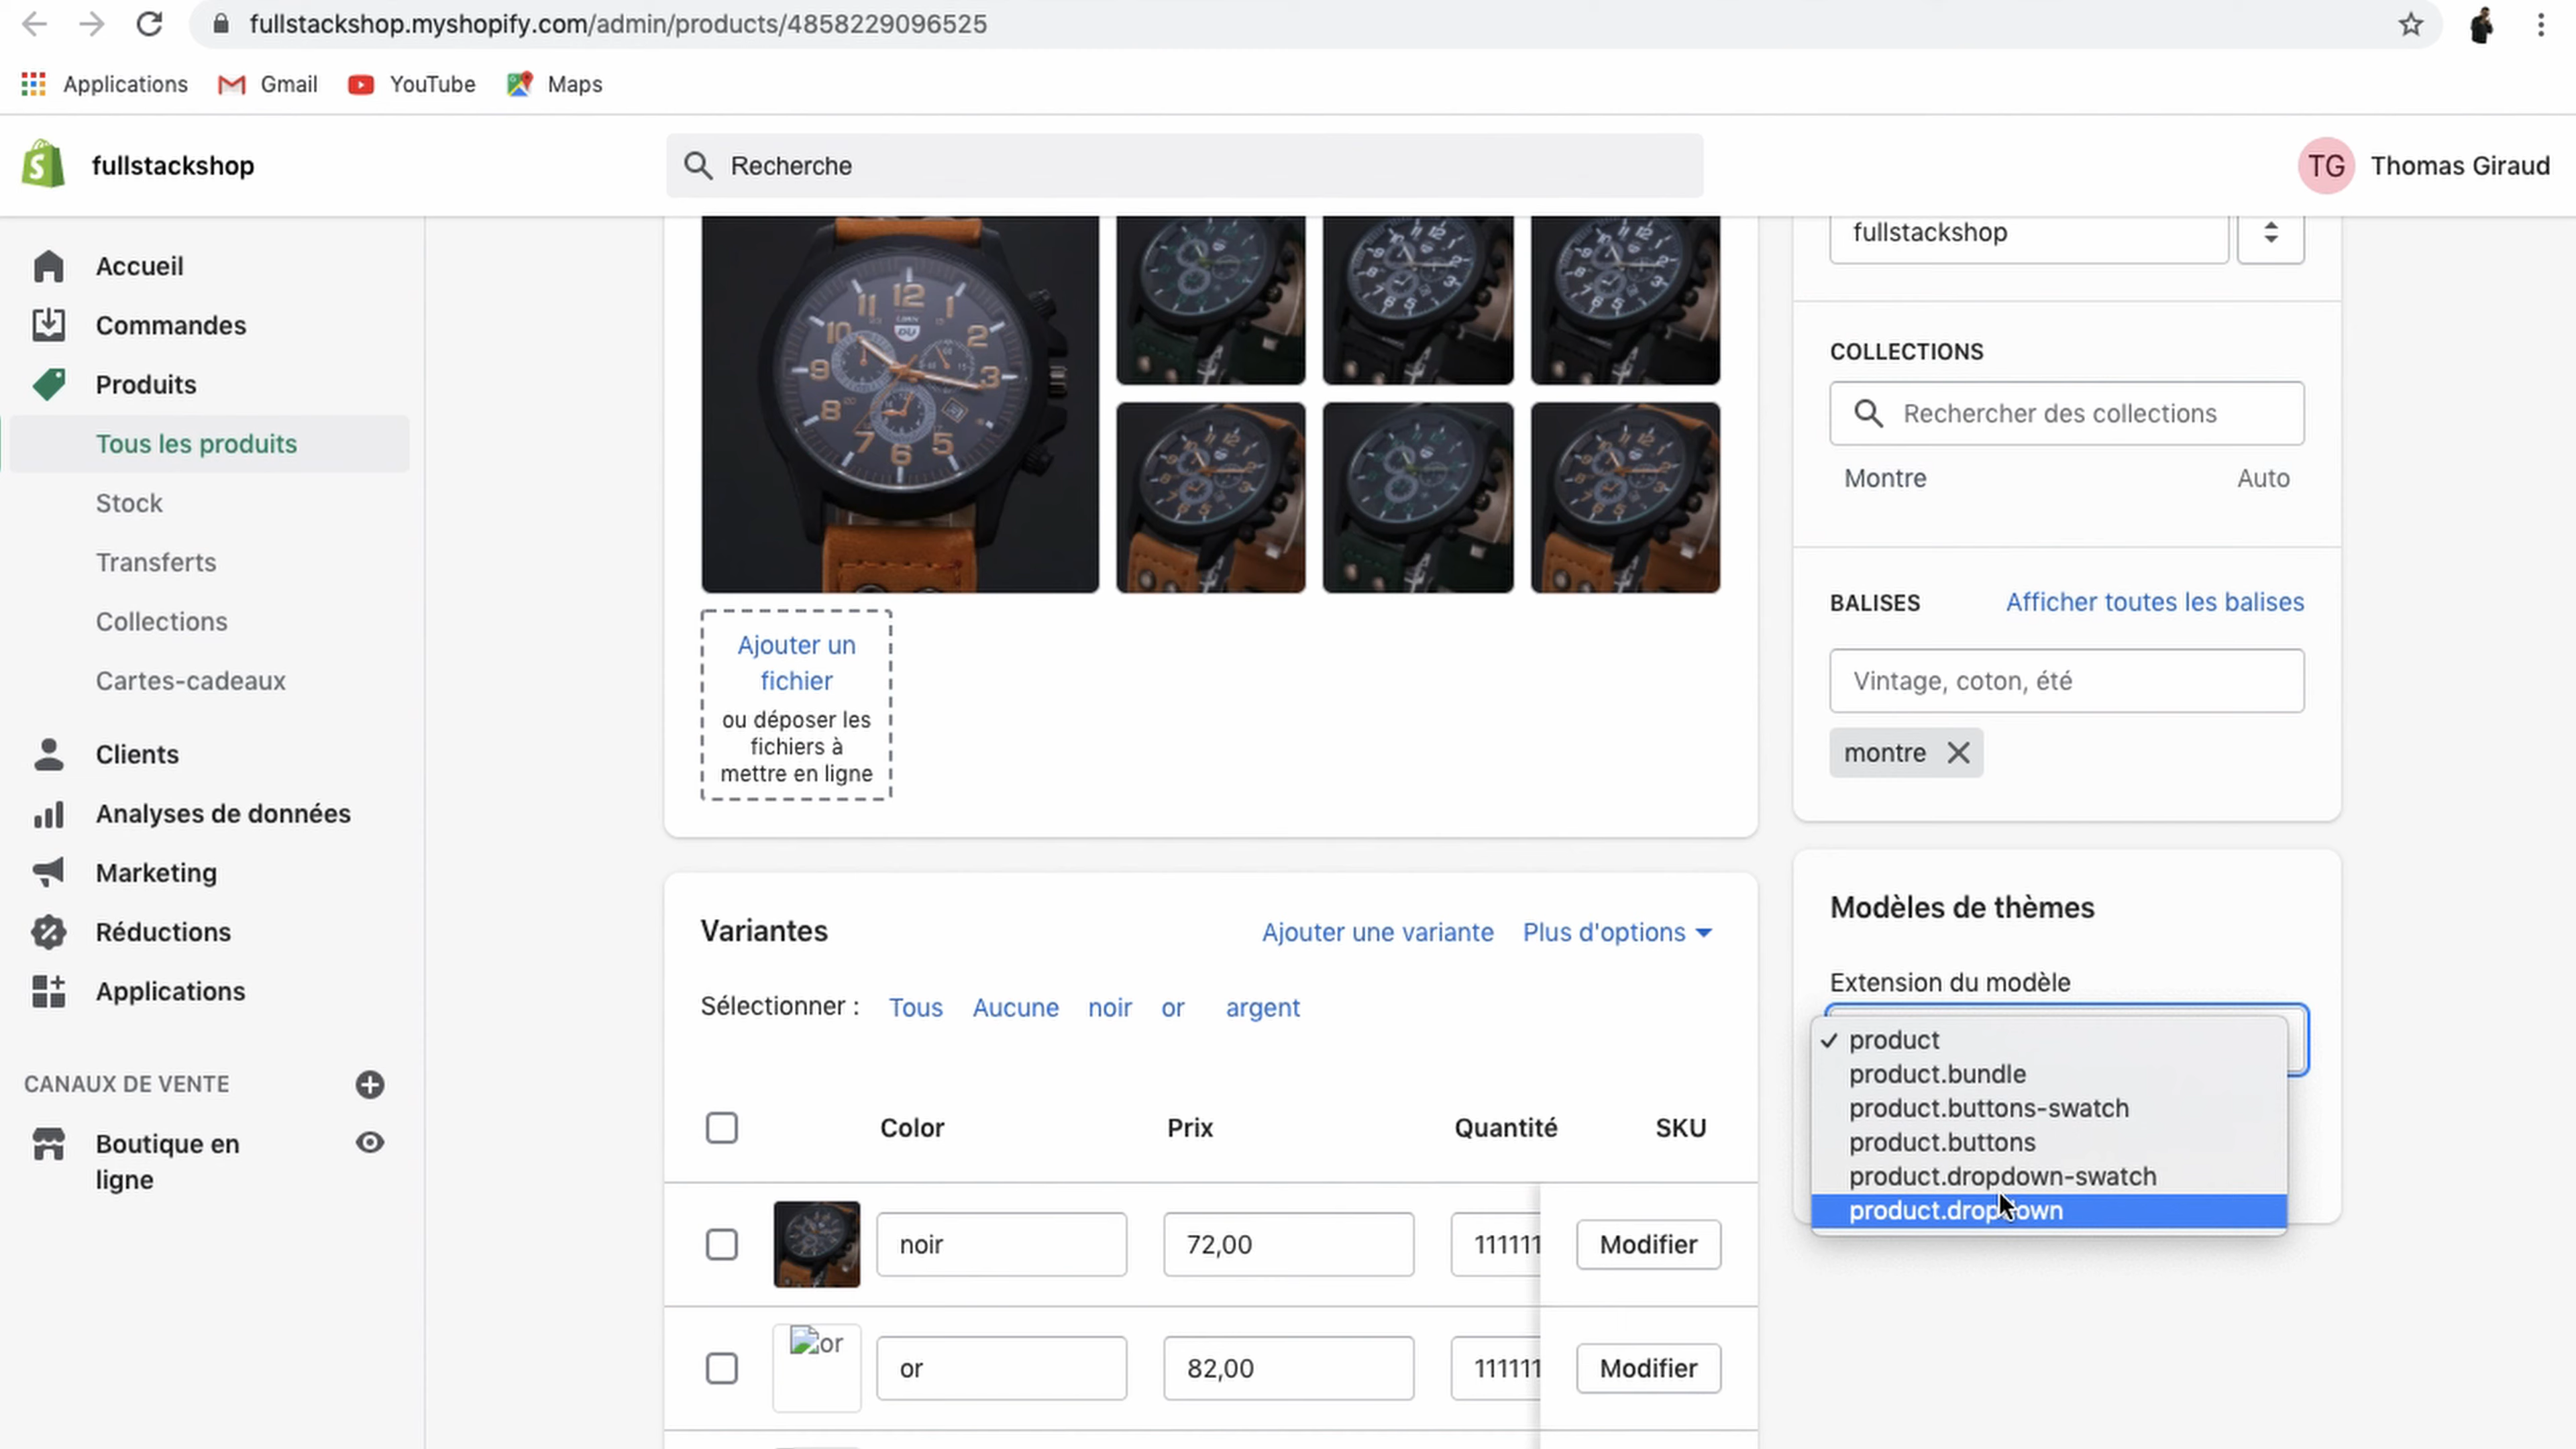 fullstackshop.myshopify.com/admin/products/4858229096525
Applications
Gmail
YouTube
Maps
fullstackshop
Recherche
TG
Thomas Giraud
Accueil
Commandes
Produits
Tous les produits
Stock
Transferts
Collections
Cartes-cadeaux
Clients
Analyses de données
Marketing
Réductions
Applications
CANAUX DE VENTE
Boutique en
ligne
Ajouter un
fichier
ou déposer les
fichiers à
mettre en ligne
Variantes
Ajouter une variante
Plus d'options
Sélectionner :
Tous
Aucune
noir
or
argent
Color
Prix
Quantité
SKU
noir
72,00
111111
Modifier
or
or
82,00
111111
Modifier
fullstackshop
COLLECTIONS
Rechercher des collections
Montre
Auto
BALISES
Afficher toutes les balises
Vintage, coton, été
montre
Modèles de thèmes
Extension du modèle
product
product.bundle
product.buttons-swatch
product.buttons
product.dropdown-swatch
product.dropdown